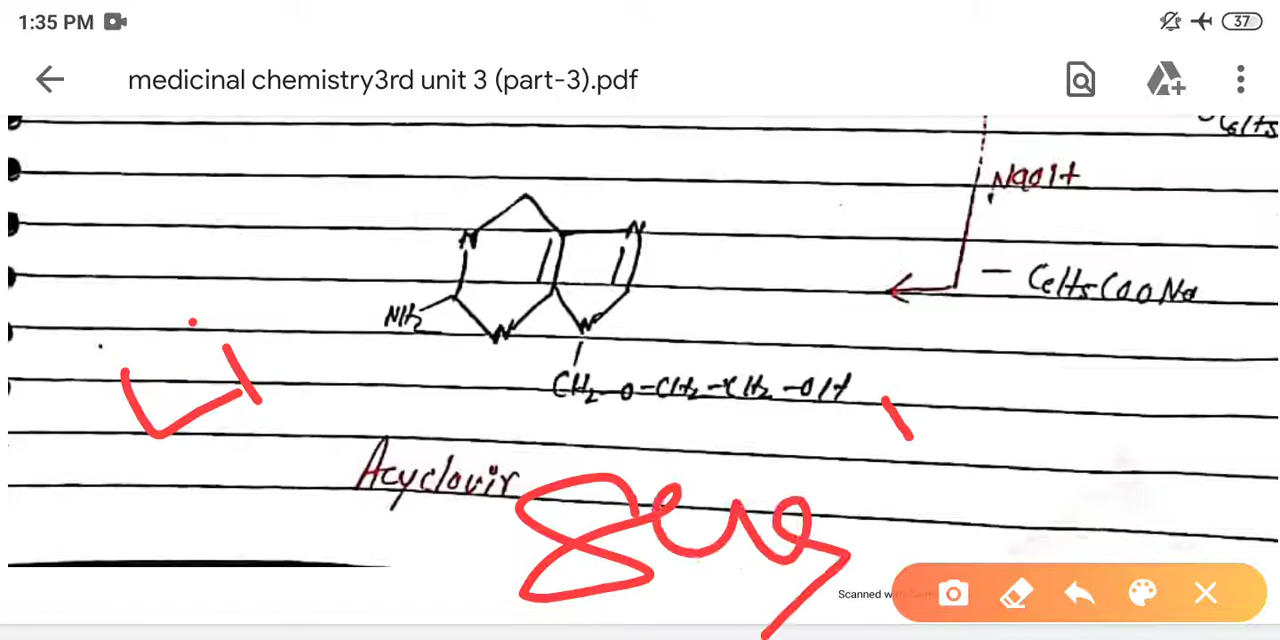 1:35 PM
37
medicinal chemistry3rd unit 3 (part-3).pdf
NaOH
N
N
- C6H5COONa
NH2
N
N
CH2-O-CH2-CH2-OH
Acyclovir
Scanned w